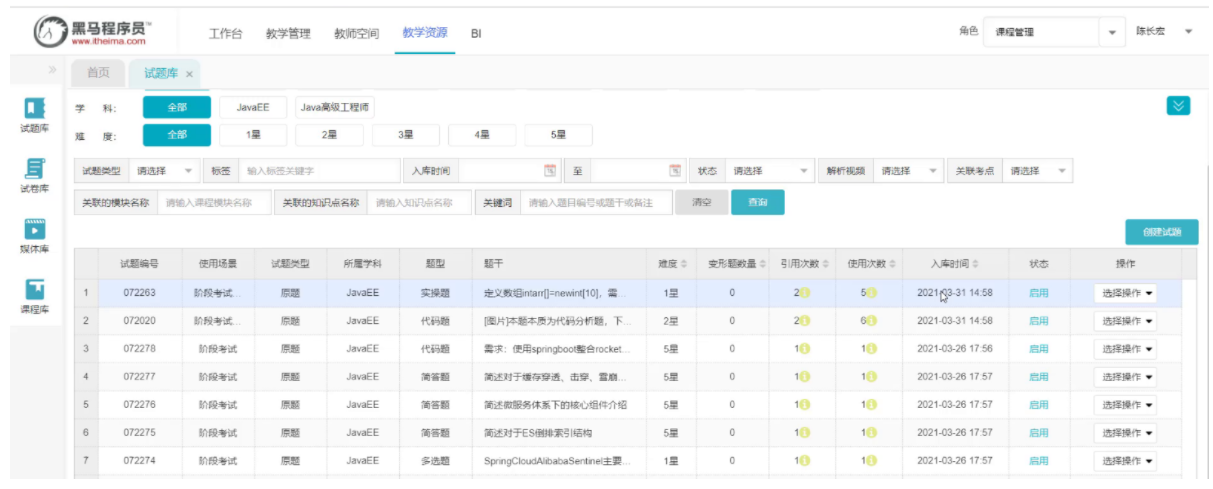 黑马程序员™
www.itheima.com
工作台 教学管理 教师空间 教学资源 BI 角色 课程管理 陈长宏
首页 试题库 ×
试题库
试卷库
媒体库
课程库
学 科: 全部 JavaEE Java高级工程师
难 度: 全部 1星 2星 3星 4星 5星
试题类型 请选择 标签 输入标签关键字 入库时间 至 状态 请选择 解析视频 请选择 关联考点 请选择
关联的模块名称 请输入课程模块名称 关联的知识点名称 请输入知识点名称 关键词 请输入题目编号或题干或备注 清空 查询
创建试题
试题编号 使用场景 试题类型 所属学科 题型 题干 难度 变形题数量 引用次数 使用次数 入库时间 状态 操作
1 072263 阶段考试... 原题 JavaEE 实操题 定义数组intarr[]=newint[10]，需... 1星 0 2 5 2021-03-31 14:58 启用 选择操作
2 072020 阶段考试... 原题 JavaEE 代码题 [图片]本题本质为代码分析题，下... 2星 0 2 6 2021-03-31 14:58 启用 选择操作
3 072278 阶段考试 原题 JavaEE 代码题 需求：使用springboot整合rocket... 5星 0 1 1 2021-03-26 17:56 启用 选择操作
4 072277 阶段考试 原题 JavaEE 简答题 简述对于缓存穿透、击穿、雪崩... 5星 0 1 1 2021-03-26 17:57 启用 选择操作
5 072276 阶段考试 原题 JavaEE 简答题 简述微服务体系下的核心组件介绍 5星 0 1 1 2021-03-26 17:57 启用 选择操作
6 072275 阶段考试 原题 JavaEE 简答题 简述对于ES倒排索引结构 5星 0 1 1 2021-03-26 17:57 启用 选择操作
7 072274 阶段考试 原题 JavaEE 多选题 SpringCloudAlibabaSentinel主要... 1星 0 1 1 2021-03-26 17:57 启用 选择操作